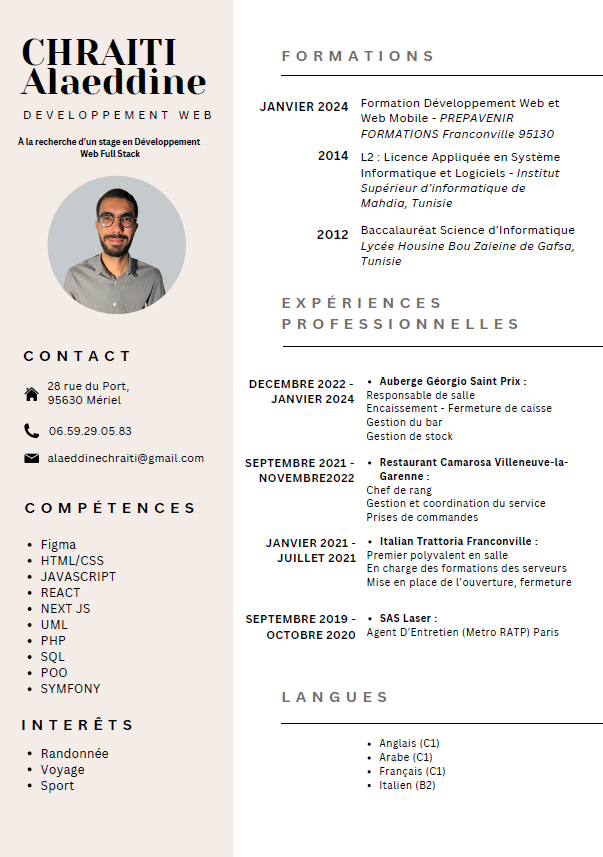 CHRAITI
Alaeddine
DEVELOPPEMENT WEB
À la recherche d'un stage en Développement
Web Full Stack
CONTACT
28 rue du Port,
95630 Mériel
06.59.29.05.83
alaeddinechraiti@gmail.com
COMPÉTENCES
• Figma
• HTML/CSS
• JAVASCRIPT
• REACT
• NEXT JS
• UML
• PHP
• SQL
• POO
• SYMFONY
INTERÊTS
• Randonnée
• Voyage
• Sport
FORMATIONS
JANVIER 2024
Formation Développement Web et
Web Mobile - PREPAVENIR
FORMATIONS Franconville 95130
2014
L2 : Licence Appliquée en Système
Informatique et Logiciels - Institut
Supérieur d'informatique de
Mahdia, Tunisie
2012
Baccalauréat Science d'Informatique
Lycée Housine Bou Zaieine de Gafsa,
Tunisie
EXPÉRIENCES
PROFESSIONNELLES
DECEMBRE 2022 -
JANVIER 2024
• Auberge Géorgio Saint Prix :
Responsable de salle
Encaissement - Fermeture de caisse
Gestion du bar
Gestion de stock
SEPTEMBRE 2021 -
NOVEMBRE2022
• Restaurant Camarosa Villeneuve-la-
Garenne :
Chef de rang
Gestion et coordination du service
Prises de commandes
JANVIER 2021 -
JUILLET 2021
• Italian Trattoria Franconville :
Premier polyvalent en salle
En charge des formations des serveurs
Mise en place de l'ouverture, fermeture
SEPTEMBRE 2019 -
OCTOBRE 2020
• SAS Laser :
Agent D'Entretien (Metro RATP) Paris
LANGUES
• Anglais (C1)
• Arabe (C1)
• Français (C1)
• Italien (B2)